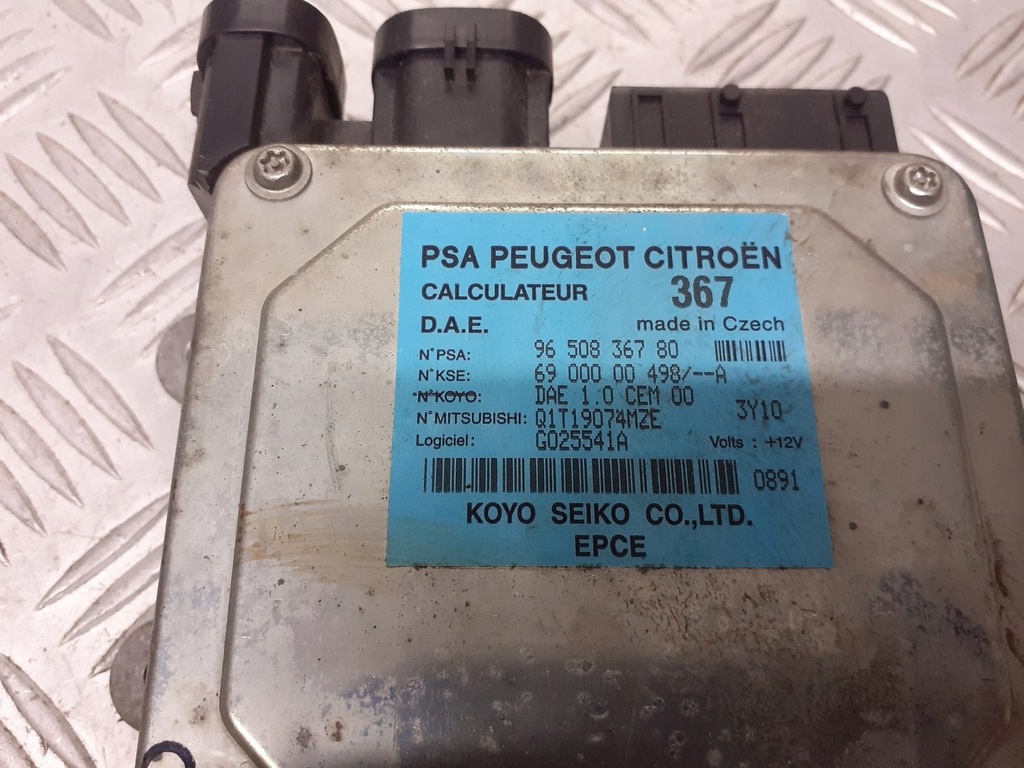 PSA PEUGEOT CITROËN
CALCULATEUR 367
D.A.E. made in Czech
N°PSA: 96 508 367 80
N°KSE: 69 000 00 498/--A
N°KOYO: DAE 1.0 CEM 00
N°MITSUBISHI: Q1T19074MZE 3Y10
Logiciel: G025541A Volts : +12V
0891
KOYO SEIKO CO.,LTD.
EPCE